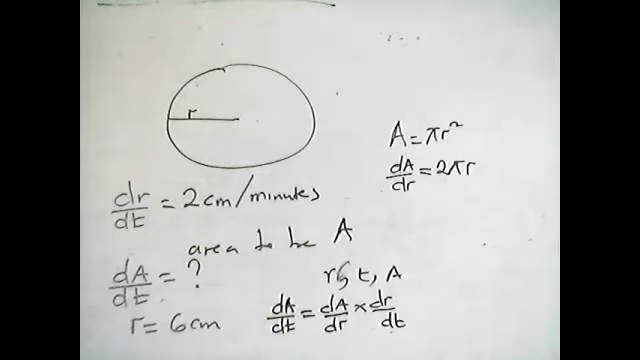 r
A = πr²
dA/dr = 2πr
dr/dt = 2cm/minutes
area to be A
dA/dt = ?
r, t, A
r = 6cm
dA/dt = dA/dr × dr/dt